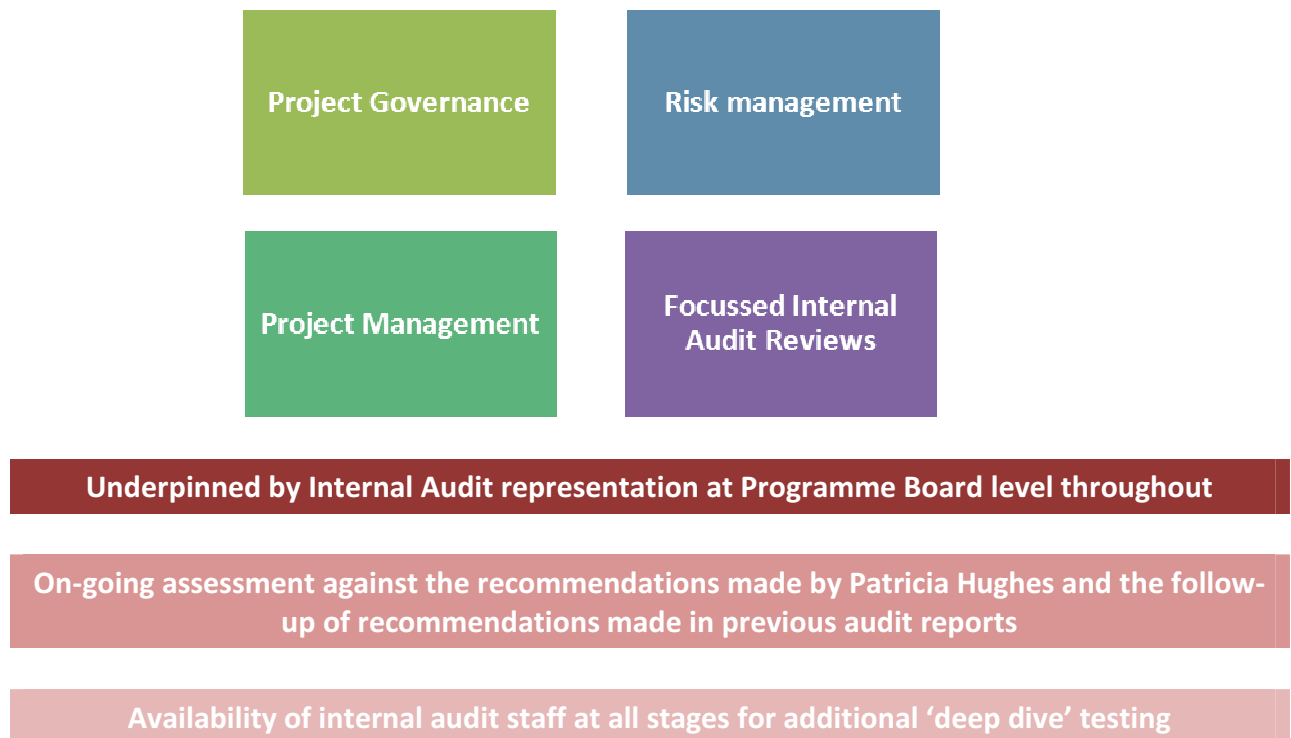 Project Governance
Risk management
Project Management
Focussed Internal
Audit Reviews
Underpinned by Internal Audit representation at Programme Board level throughout
On-going assessment against the recommendations made by Patricia Hughes and the follow-
up of recommendations made in previous audit reports
Availability of internal audit staff at all stages for additional ‘deep dive’ testing